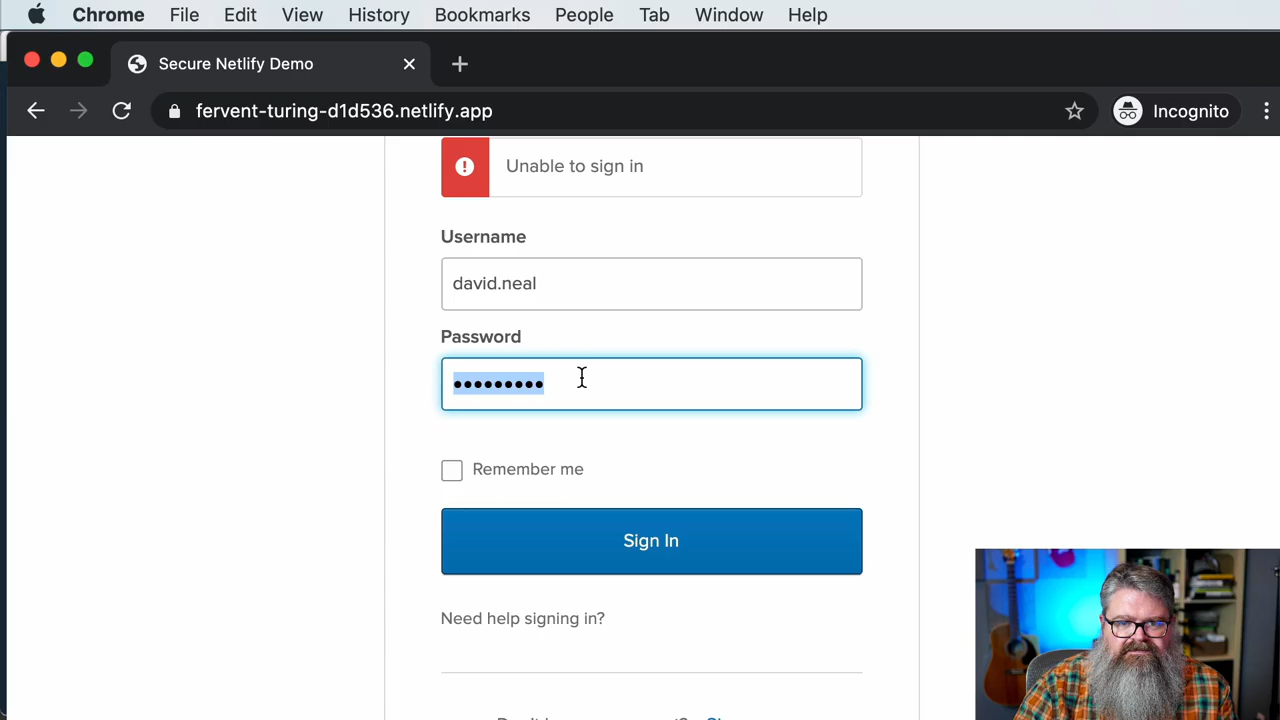 Chrome File Edit View History Bookmarks People Tab Window Help
Secure Netlify Demo
fervent-turing-d1d536.netlify.app Incognito
Unable to sign in
Username
david.neal
Password
•••••••••
Remember me
Sign In
Need help signing in?